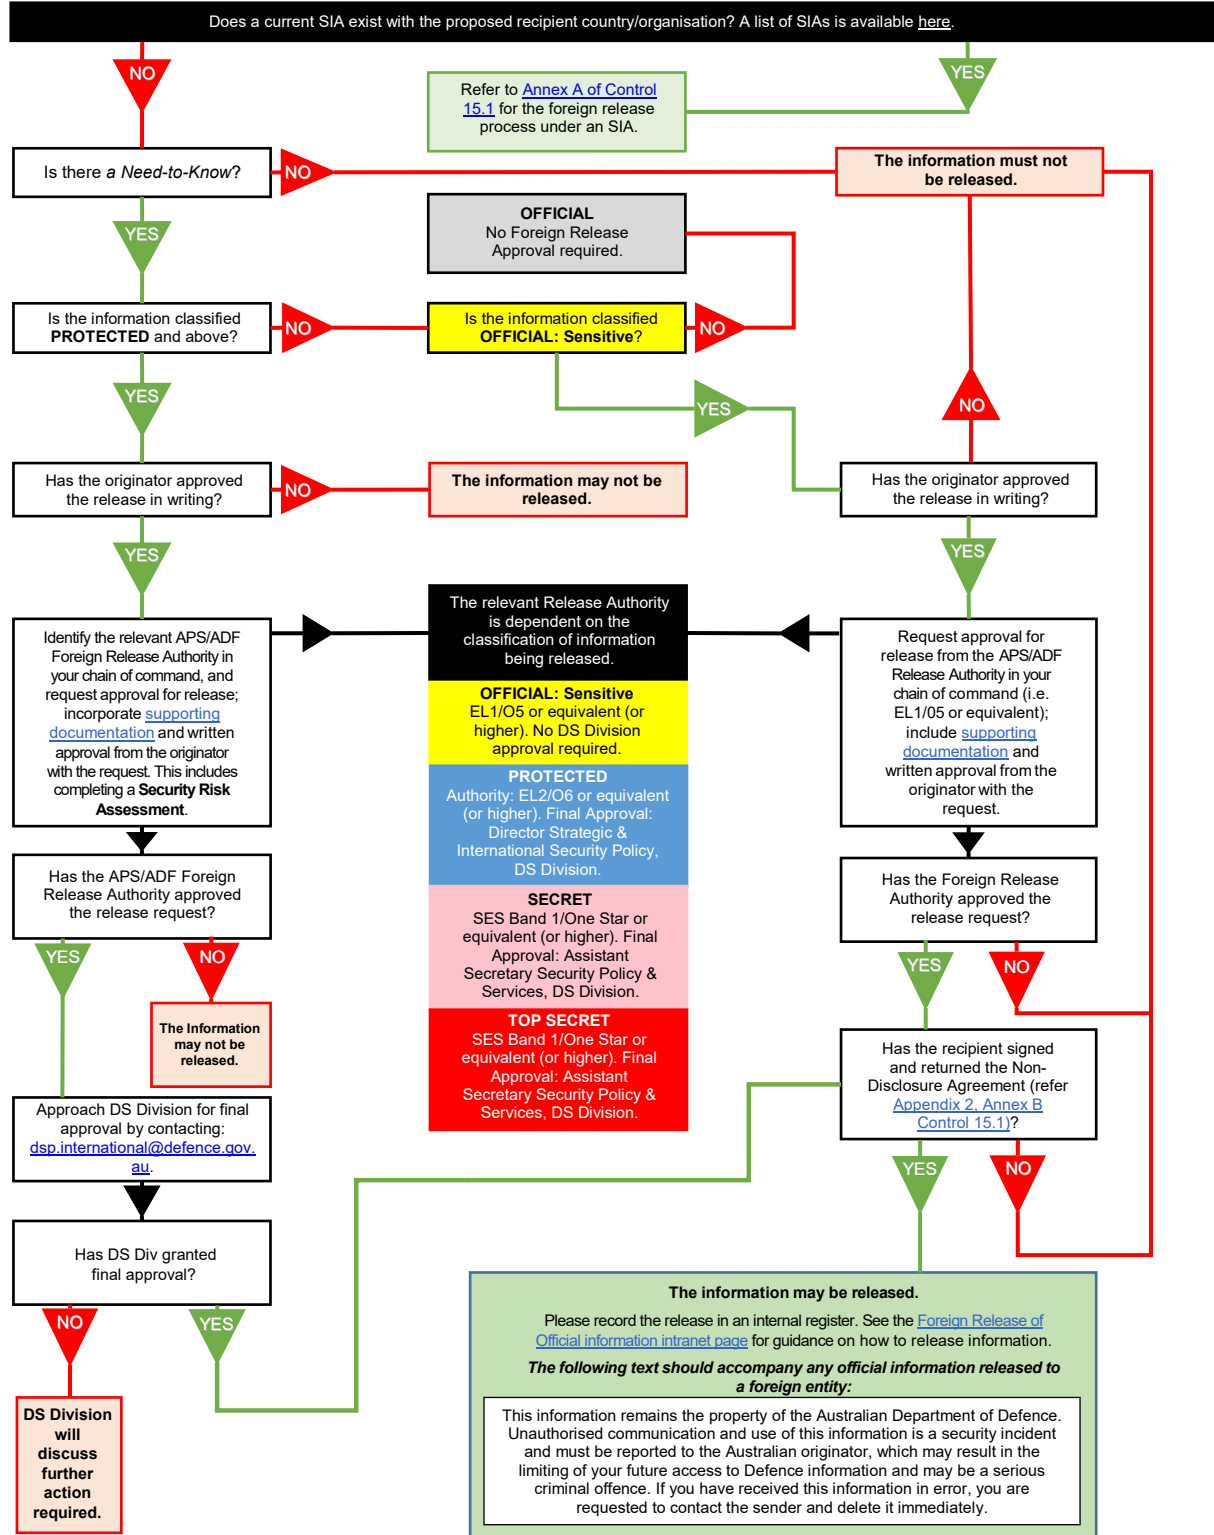 Does a current SIA exist with the proposed recipient country/organisation? A list of SIAs is available here.
NO
YES
Refer to Annex A of Control
15.1 for the foreign release
process under an SIA.
Is there a Need-to-Know?
NO
The information must not
be released.
YES
OFFICIAL
No Foreign Release
Approval required.
Is the information classified
PROTECTED and above?
NO
Is the information classified
OFFICIAL: Sensitive?
NO
YES
YES
NO
Has the originator approved
the release in writing?
NO
The information may not be
released.
Has the originator approved
the release in writing?
YES
YES
Identify the relevant APS/ADF
Foreign Release Authority in
your chain of command, and
request approval for release;
incorporate supporting
documentation and written
approval from the originator
with the request. This includes
completing a Security Risk
Assessment.
The relevant Release Authority
is dependent on the
classification of information
being released.
OFFICIAL: Sensitive
EL1/O5 or equivalent (or
higher). No DS Division
approval required.
PROTECTED
Authority: EL2/O6 or equivalent
(or higher). Final Approval:
Director Strategic &
International Security Policy,
DS Division.
SECRET
SES Band 1/One Star or
equivalent (or higher). Final
Approval: Assistant
Secretary Security Policy &
Services, DS Division.
TOP SECRET
SES Band 1/One Star or
equivalent (or higher). Final
Approval: Assistant
Secretary Security Policy &
Services, DS Division.
Request approval for
release from the APS/ADF
Release Authority in your
chain of command (i.e.
EL1/05 or equivalent);
include supporting
documentation and
written approval from the
originator with the
request.
Has the APS/ADF Foreign
Release Authority approved
the release request?
Has the Foreign Release
Authority approved the
release request?
YES
NO
YES
NO
The Information
may not be
released.
Has the recipient signed
and returned the Non-
Disclosure Agreement (refer
Appendix 2, Annex B
Control 15.1)?
Approach DS Division for final
approval by contacting:
dsp.international@defence.gov.
au.
YES
NO
Has DS Div granted
final approval?
NO
YES
DS Division
will
discuss
further
action
required.
The information may be released.
Please record the release in an internal register. See the Foreign Release of
Official information intranet page for guidance on how to release information.
The following text should accompany any official information released to
a foreign entity:
This information remains the property of the Australian Department of Defence.
Unauthorised communication and use of this information is a security incident
and must be reported to the Australian originator, which may result in the
limiting of your future access to Defence information and may be a serious
criminal offence. If you have received this information in error, you are
requested to contact the sender and delete it immediately.